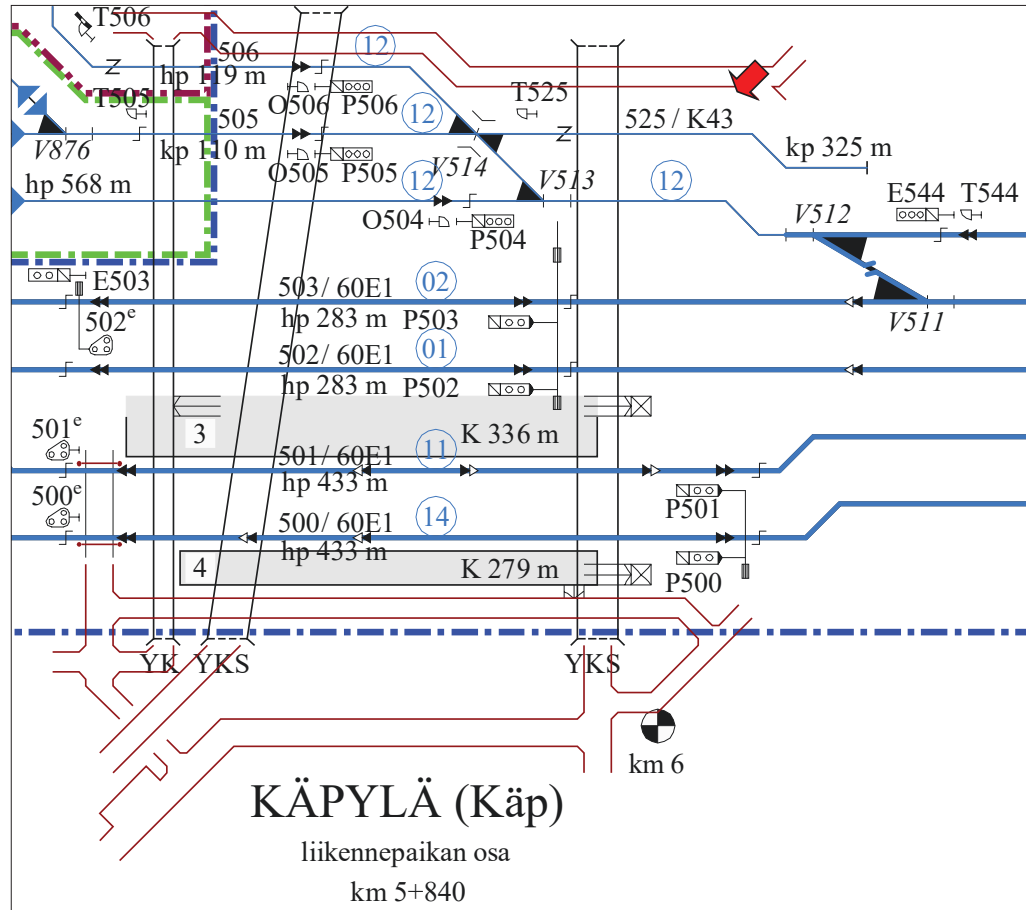 T506
506
12
hp 119 m
O506
P506
T505
T525
505
12
525 / K43
V876
kp 110 m
kp 325 m
O505
P505
V514
hp 568 m
12
V513
12
E544
T544
V512
O504
P504
E503
503/ 60E1
02
502e
hp 283 m
P503
V511
502/ 60E1
01
hp 283 m
P502
501e
3
K 336 m
501/ 60E1
11
hp 433 m
500e
P501
500/ 60E1
14
hp 433 m
4
K 279 m
P500
YK
YKS
YKS
km 6
KÄPYLÄ (Käp)
liikennepaikan osa
km 5+840